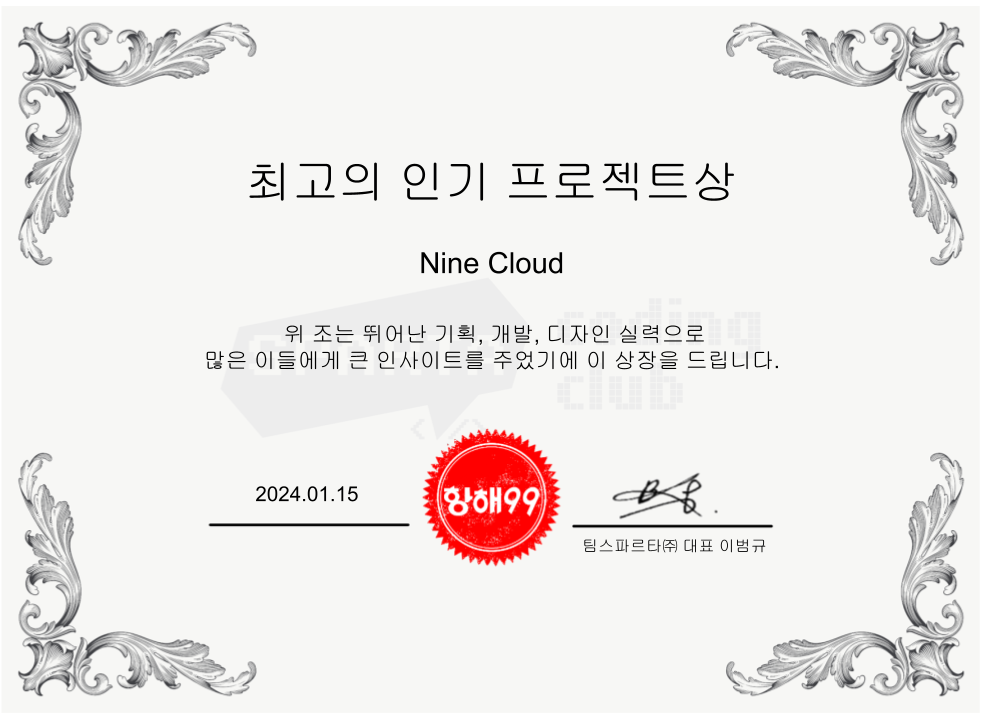 최고의 인기 프로젝트상
Nine Cloud
위 조는 뛰어난 기획, 개발, 디자인 실력으로
많은 이들에게 큰 인사이트를 주었기에 이 상장을 드립니다.
coding
club
</>
2024.01.15
항해99
팀스파르타㈜ 대표 이범규